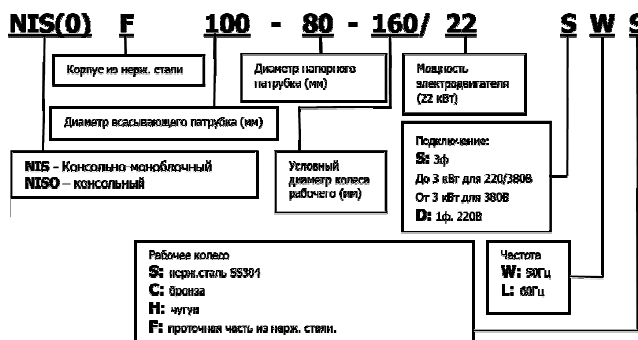 NIS(0) F 100 - 80 - 160/ 22 S W S
Корпус из нерж. стали
Диаметр напорного
патрубка (мм)
Мощность
электродвигателя
(22 кВт)
Диаметр всасывающего патрубка (мм)
NIS - Консольно моноблочный
NISO – консольный
Условный
диаметр колеса
рабочего (мм)
Подключение:
S: 3ф
До 3 кВт для 220/380В
От 3 кВт для 380В
D: 1ф. 220В
Рабочее колесо
S: нерж.сталь SS304
C: бронза
H: чугун
F: проточная часть из нерж. стали.
Частота
W: 50Гц
L: 60Гц